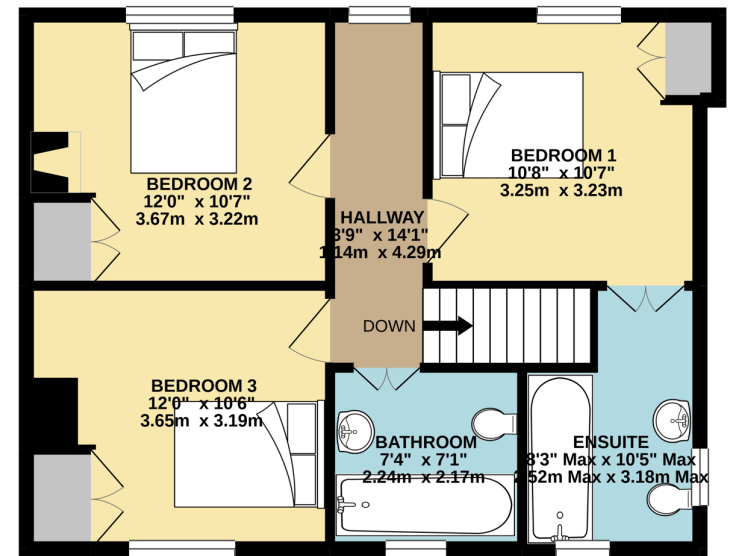 BEDROOM 2
12'0" x 10'7"
3.67m x 3.22m
BEDROOM 1
10'8" x 10'7"
3.25m x 3.23m
HALLWAY
3'9" x 14'1"
1.14m x 4.29m
DOWN
BEDROOM 3
12'0" x 10'6"
3.65m x 3.19m
BATHROOM
7'4" x 7'1"
2.24m x 2.17m
ENSUITE
8'3" Max x 10'5" Max
2.52m Max x 3.18m Max